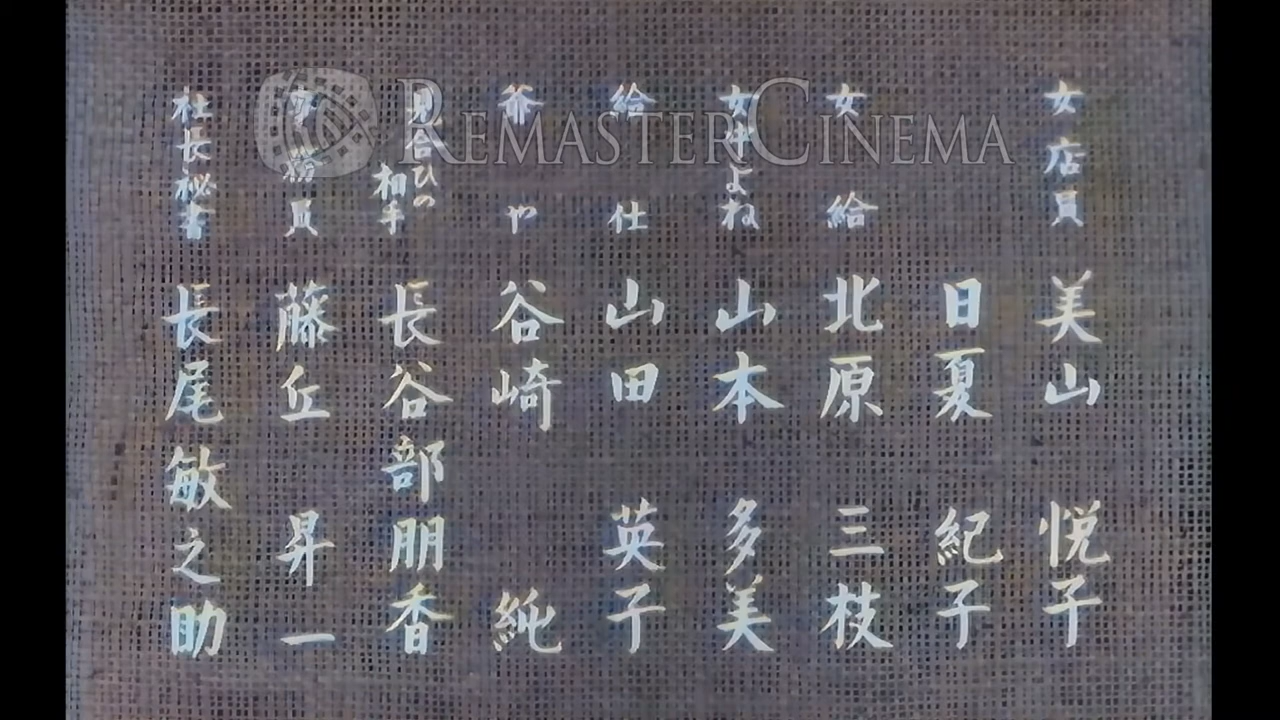 REMASTERCINEMA
女店員 美山悦子
日夏紀子
女給 北原三枝
女中よね 山本多美
給仕 山田英子
爺や 谷崎純
見合ひの相手 長谷部朋香
事務員 藤丘昇一
社長秘書 長尾敏之助